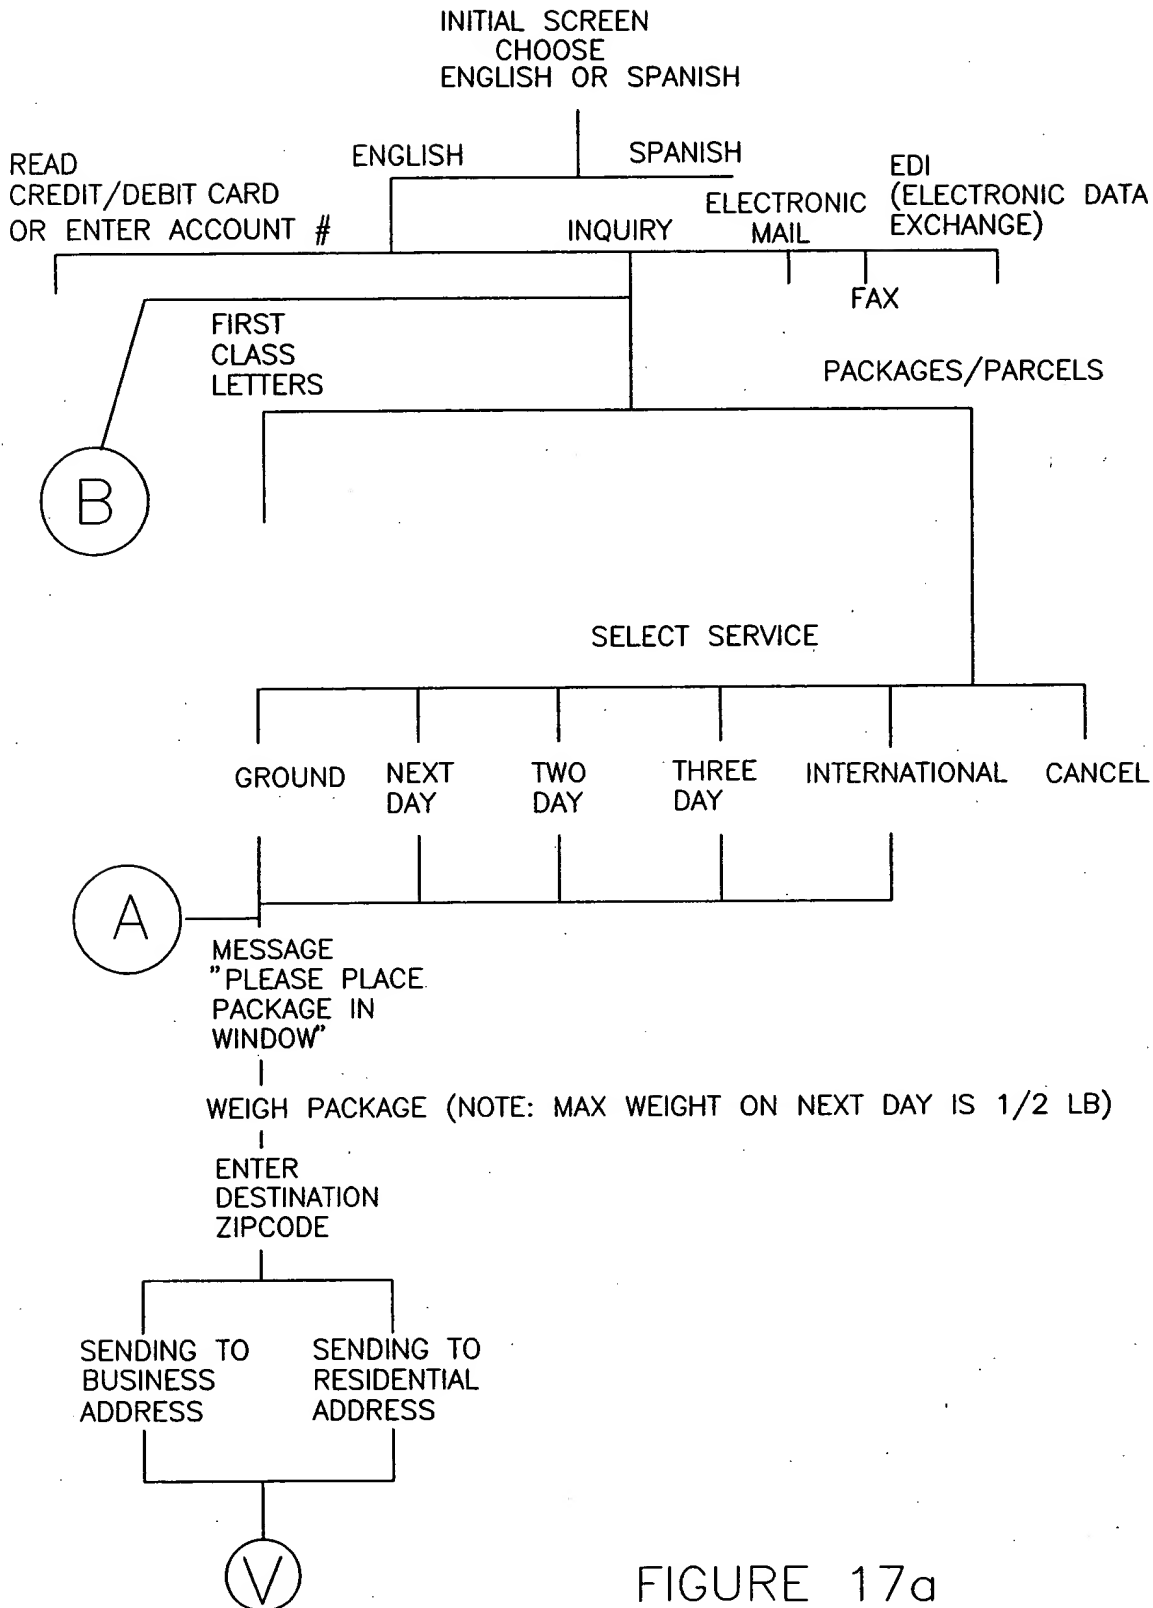 INITIAL SCREEN
CHOOSE
ENGLISH OR SPANISH
ENGLISH
SPANISH
READ
CREDIT/DEBIT CARD
OR ENTER ACCOUNT #
INQUIRY
ELECTRONIC
MAIL
FAX
EDI
(ELECTRONIC DATA
EXCHANGE)
B
FIRST
CLASS
LETTERS
PACKAGES/PARCELS
SELECT SERVICE
GROUND
NEXT
DAY
TWO
DAY
THREE
DAY
INTERNATIONAL
CANCEL
A
MESSAGE
"PLEASE PLACE
PACKAGE IN
WINDOW"
WEIGH PACKAGE (NOTE: MAX WEIGHT ON NEXT DAY IS 1/2 LB)
ENTER
DESTINATION
ZIPCODE
SENDING TO
BUSINESS
ADDRESS
SENDING TO
RESIDENTIAL
ADDRESS
V
FIGURE 17a